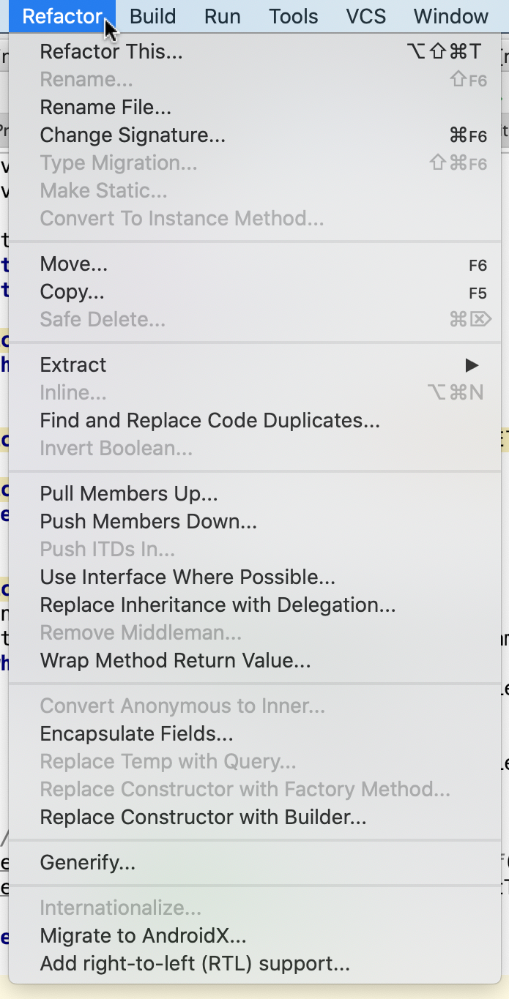 Refactor Build Run Tools VCS Window
Refactor This... ⌥⇧⌘T
Rename... ⇧F6
Rename File...
Change Signature... ⌘F6
Type Migration... ⇧⌘F6
Make Static...
Convert To Instance Method...
Move... F6
Copy... F5
Safe Delete... ⌘⌦
Extract ▶
Inline... ⌥⌘N
Find and Replace Code Duplicates...
Invert Boolean...
Pull Members Up...
Push Members Down...
Push ITDs In...
Use Interface Where Possible...
Replace Inheritance with Delegation...
Remove Middleman...
Wrap Method Return Value...
Convert Anonymous to Inner...
Encapsulate Fields...
Replace Temp with Query...
Replace Constructor with Factory Method...
Replace Constructor with Builder...
Generify...
Internationalize...
Migrate to AndroidX...
Add right-to-left (RTL) support...